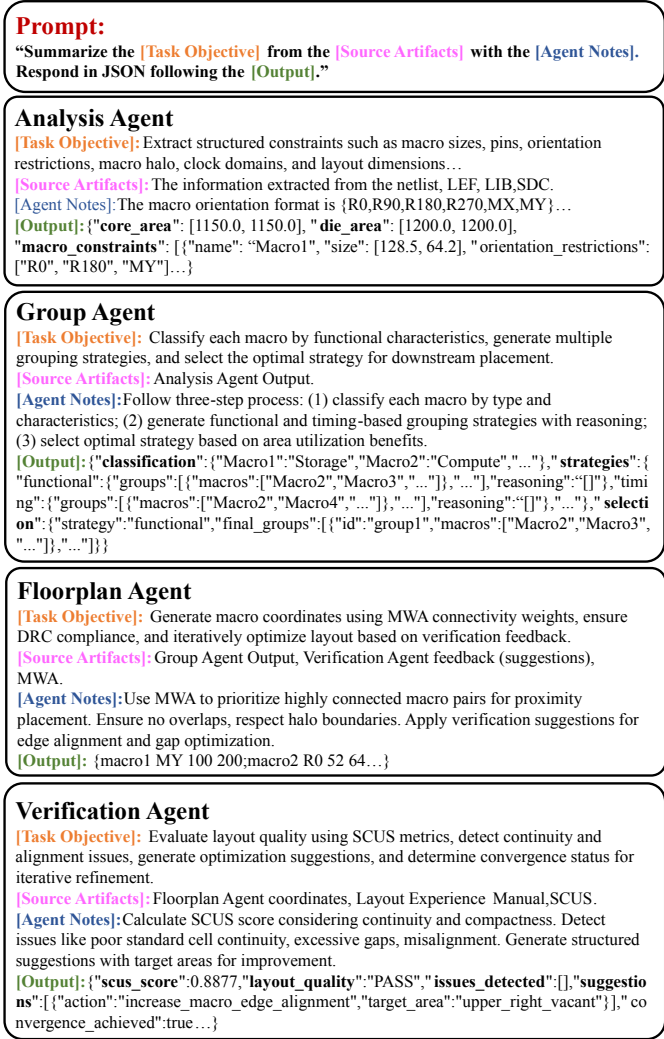 Prompt:
“Summarize the [Task Objective] from the [Source Artifacts] with the [Agent Notes].
Respond in JSON following the [Output].”
Analysis Agent
[Task Objective]: Extract structured constraints such as macro sizes, pins, orientation
restrictions, macro halo, clock domains, and layout dimensions…
[Source Artifacts]: The information extracted from the netlist, LEF, LIB,SDC.
[Agent Notes]:The macro orientation format is {R0,R90,R180,R270,MX,MY}…
[Output]: {"core_area": [1150.0, 1150.0], "die_area": [1200.0, 1200.0],
"macro_constraints": [{"name": “Macro1", "size": [128.5, 64.2], "orientation_restrictions":
["R0", "R180", "MY"]…}
Group Agent
[Task Objective]: Classify each macro by functional characteristics, generate multiple
grouping strategies, and select the optimal strategy for downstream placement.
[Source Artifacts]: Analysis Agent Output.
[Agent Notes]:Follow three-step process: (1) classify each macro by type and
characteristics; (2) generate functional and timing-based grouping strategies with reasoning;
(3) select optimal strategy based on area utilization benefits.
[Output]: {"classification":{"Macro1":"Storage","Macro2":"Compute","..."},"strategies":{
"functional":{"groups":[{"macros":["Macro2","Macro3","..."]},"..."],"reasoning":“[]"},"timi
ng":{"groups":[{"macros":["Macro2","Macro4","..."]},"..."],"reasoning":“[]"},"..."},"selecti
on":{"strategy":"functional","final_groups":[{"id":"group1","macros":["Macro2","Macro3",
"..."]},"..."]}}
Floorplan Agent
[Task Objective]: Generate macro coordinates using MWA connectivity weights, ensure
DRC compliance, and iteratively optimize layout based on verification feedback.
[Source Artifacts]: Group Agent Output, Verification Agent feedback (suggestions),
MWA.
[Agent Notes]:Use MWA to prioritize highly connected macro pairs for proximity
placement. Ensure no overlaps, respect halo boundaries. Apply verification suggestions for
edge alignment and gap optimization.
[Output]: {macro1 MY 100 200;macro2 R0 52 64…}
Verification Agent
[Task Objective]: Evaluate layout quality using SCUS metrics, detect continuity and
alignment issues, generate optimization suggestions, and determine convergence status for
iterative refinement.
[Source Artifacts]: Floorplan Agent coordinates, Layout Experience Manual,SCUS.
[Agent Notes]:Calculate SCUS score considering continuity and compactness. Detect
issues like poor standard cell continuity, excessive gaps, misalignment. Generate structured
suggestions with target areas for improvement.
[Output]: {"scus_score":0.8877,"layout_quality":"PASS","issues_detected":[],"suggestio
ns":[{"action":"increase_macro_edge_alignment","target_area":"upper_right_vacant"}],"co
nvergence_achieved":true…}